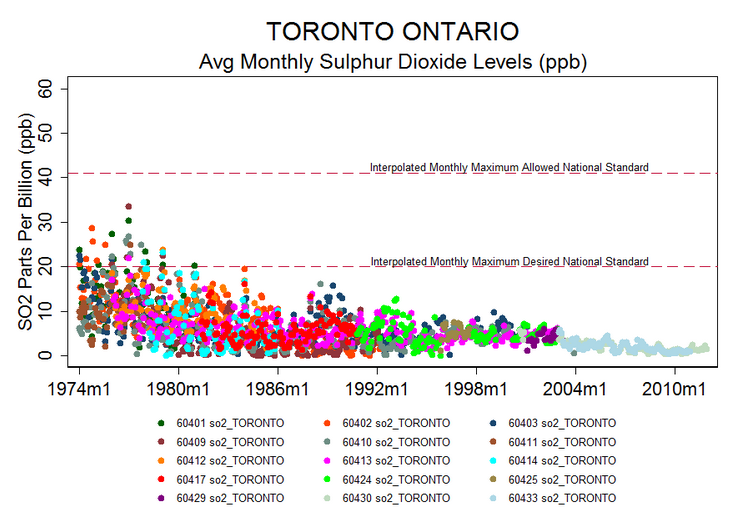 TORONTO ONTARIO
Avg Monthly Sulphur Dioxide Levels (ppb)
SO2 Parts Per Billion (ppb)
60
50
40
30
20
10
0
Interpolated Monthly Maximum Allowed National Standard
Interpolated Monthly Maximum Desired National Standard
1974m1 1980m1 1986m1 1992m1 1998m1 2004m1 2010m1
60401 so2_TORONTO 60402 so2_TORONTO 60403 so2_TORONTO
60409 so2_TORONTO 60410 so2_TORONTO 60411 so2_TORONTO
60412 so2_TORONTO 60413 so2_TORONTO 60414 so2_TORONTO
60417 so2_TORONTO 60424 so2_TORONTO 60425 so2_TORONTO
60429 so2_TORONTO 60430 so2_TORONTO 60433 so2_TORONTO